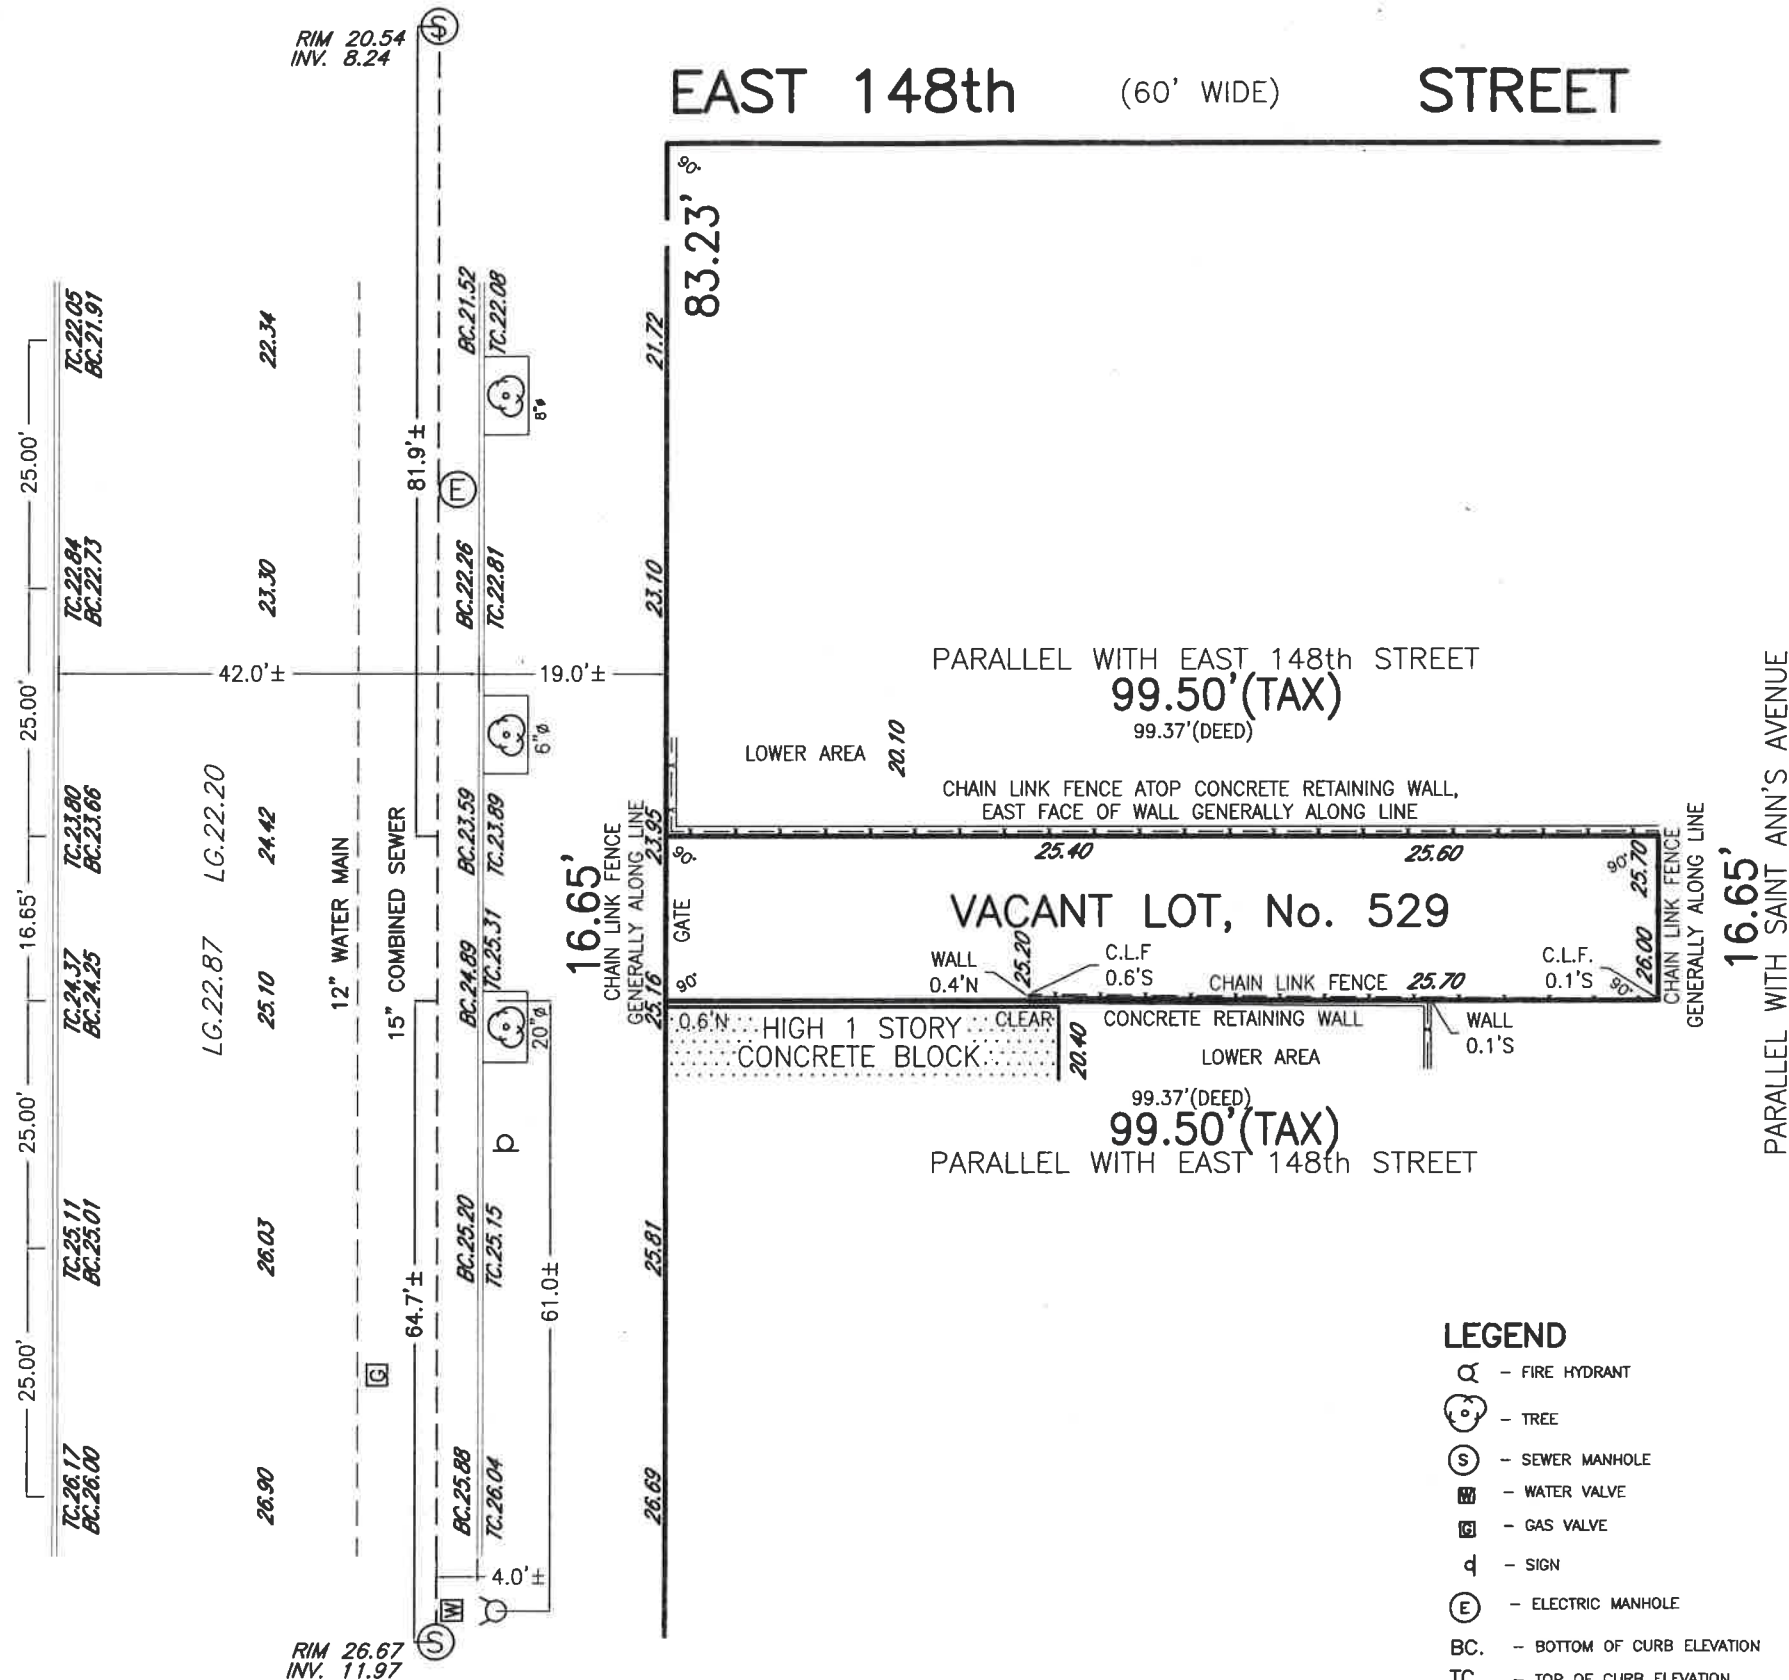 RIM 20.54
INV. 8.24
EAST 148th (60' WIDE) STREET
90°
83.23'
TC.22.05
BC.21.91
22.34
BC.21.52
TC.22.08
21.72
8"ø
25.00'
81.9'±
E
TC.22.84
BC.22.73
23.30
BC.22.26
TC.22.81
23.10
42.0'±
19.0'±
25.00'
6"ø
PARALLEL WITH EAST 148th STREET
99.50'(TAX)
99.37'(DEED)
LOWER AREA
20.10
CHAIN LINK FENCE ATOP CONCRETE RETAINING WALL,
EAST FACE OF WALL GENERALLY ALONG LINE
TC.23.80
BC.23.66
LG.22.20
24.42
12" WATER MAIN
15" COMBINED SEWER
BC.23.59
TC.23.89
16.65'
CHAIN LINK FENCE
GENERALLY ALONG LINE
23.95
90°
25.40
25.60
90°
25.70
16.65'
GATE
VACANT LOT, No. 529
TC.24.37
BC.24.25
LG.22.87
25.10
BC.24.89
TC.25.31
20"ø
25.16
90°
WALL
0.4'N
25.20
C.L.F
0.6'S
CHAIN LINK FENCE
25.70
C.L.F.
0.1'S
90°
26.00
CHAIN LINK FENCE
GENERALLY ALONG LINE
16.65'
PARALLEL WITH SAINT ANN'S AVENUE
0.6'N
HIGH 1 STORY
CONCRETE BLOCK
CLEAR
20.40
CONCRETE RETAINING WALL
LOWER AREA
WALL
0.1'S
99.37'(DEED)
99.50'(TAX)
PARALLEL WITH EAST 148th STREET
25.00'
TC.25.11
BC.25.01
26.03
BC.25.20
TC.25.15
25.81
64.7'±
61.0±
25.00'
G
TC.26.17
BC.26.00
26.90
BC.25.88
TC.26.04
26.69
4.0'±
W
S
S
RIM 26.67
INV. 11.97
LEGEND
– FIRE HYDRANT
– TREE
S – SEWER MANHOLE
W – WATER VALVE
G – GAS VALVE
– SIGN
E – ELECTRIC MANHOLE
BC. – BOTTOM OF CURB ELEVATION
TC. – TOP OF CURB ELEVATION